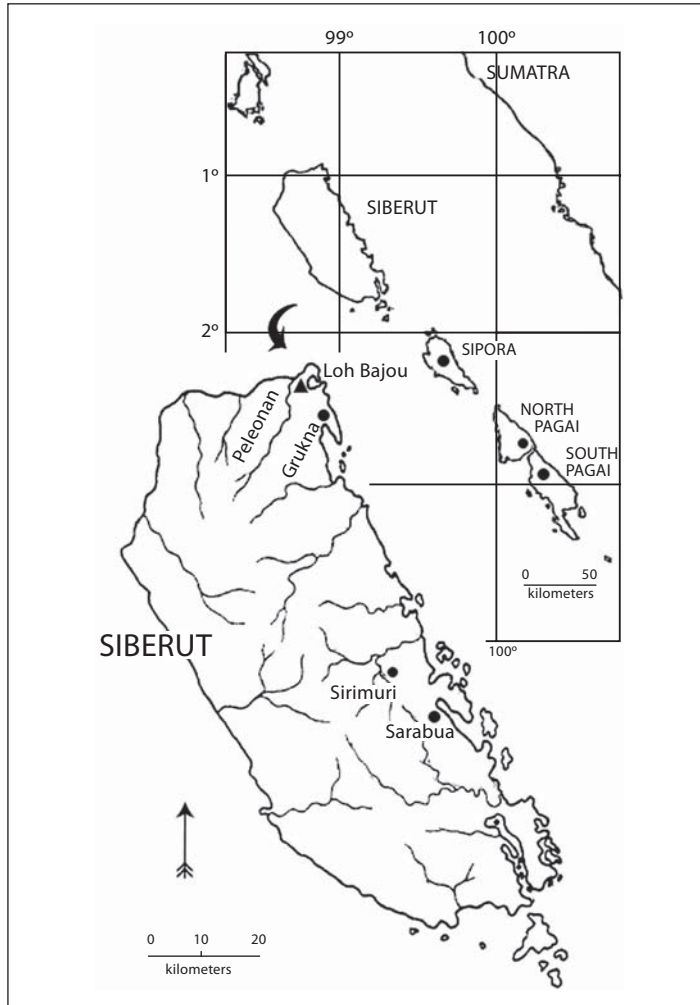 99º
100º
SUMATRA
1º
SIBERUT
2º
SIPORA
Loh Bajou
Peleonan
Grukna
NORTH
PAGAI
SOUTH
PAGAI
0 50
kilometers
100º
SIBERUT
Sirimuri
Sarabua
0 10 20
kilometers